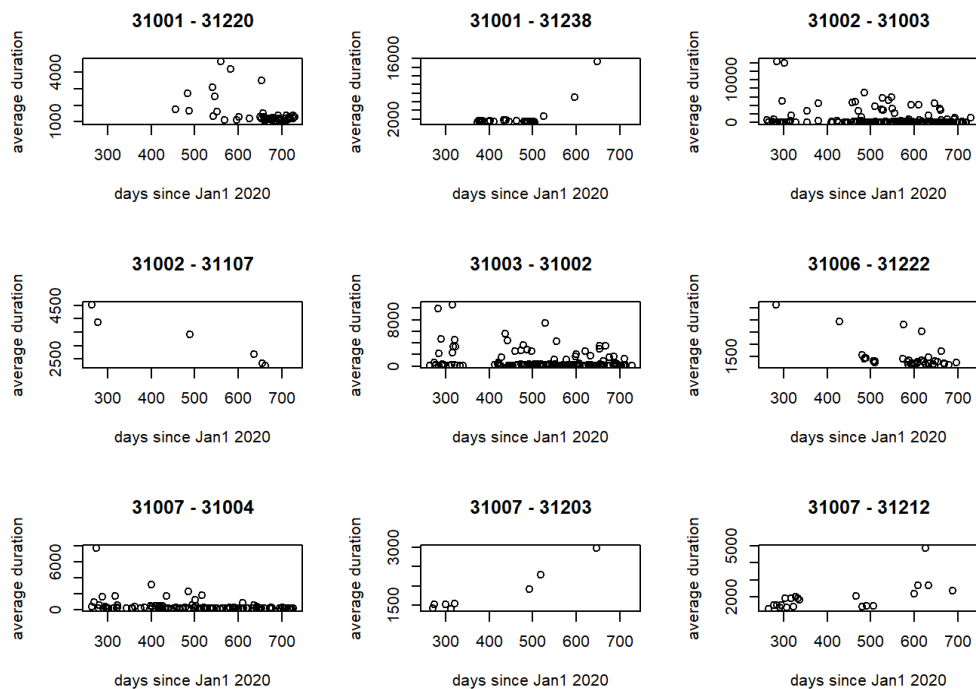 31001 - 31220
average duration
4000
1000
300 400 500 600 700
days since Jan1 2020
31001 - 31238
average duration
16000
2000
300 400 500 600 700
days since Jan1 2020
31002 - 31003
average duration
10000
0
300 400 500 600 700
days since Jan1 2020
31002 - 31107
average duration
4500
2500
300 400 500 600 700
days since Jan1 2020
31003 - 31002
average duration
8000
0
300 400 500 600 700
days since Jan1 2020
31006 - 31222
average duration
1500
300 400 500 600 700
days since Jan1 2020
31007 - 31004
average duration
6000
0
300 400 500 600 700
days since Jan1 2020
31007 - 31203
average duration
3000
1500
300 400 500 600 700
days since Jan1 2020
31007 - 31212
average duration
5000
2000
300 400 500 600 700
days since Jan1 2020